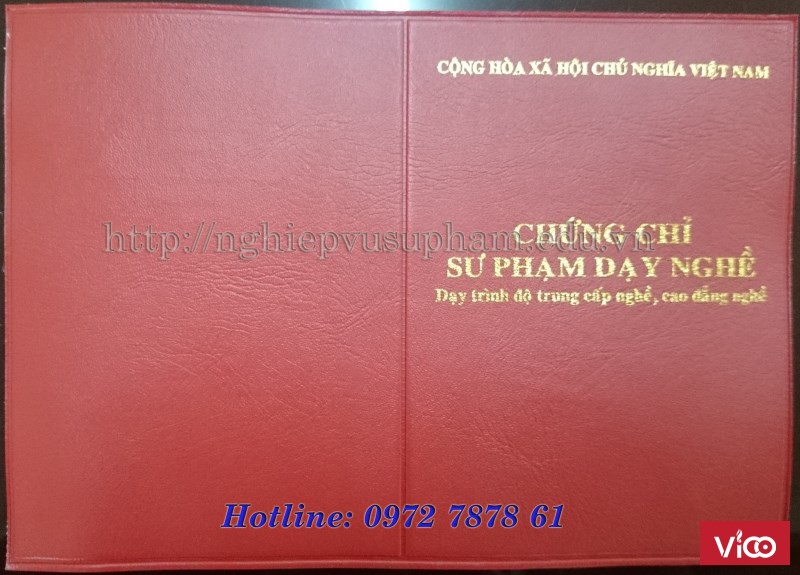 CỘNG HÒA XÃ HỘI CHỦ NGHĨA VIỆT NAM
http://nghiepvusupham.edu.vn
CHỨNG CHỈ
SƯ PHẠM DẠY NGHỀ
Dạy trình độ trung cấp nghề, cao đẳng nghề
Hotline: 0972 7878 61
Vicoo